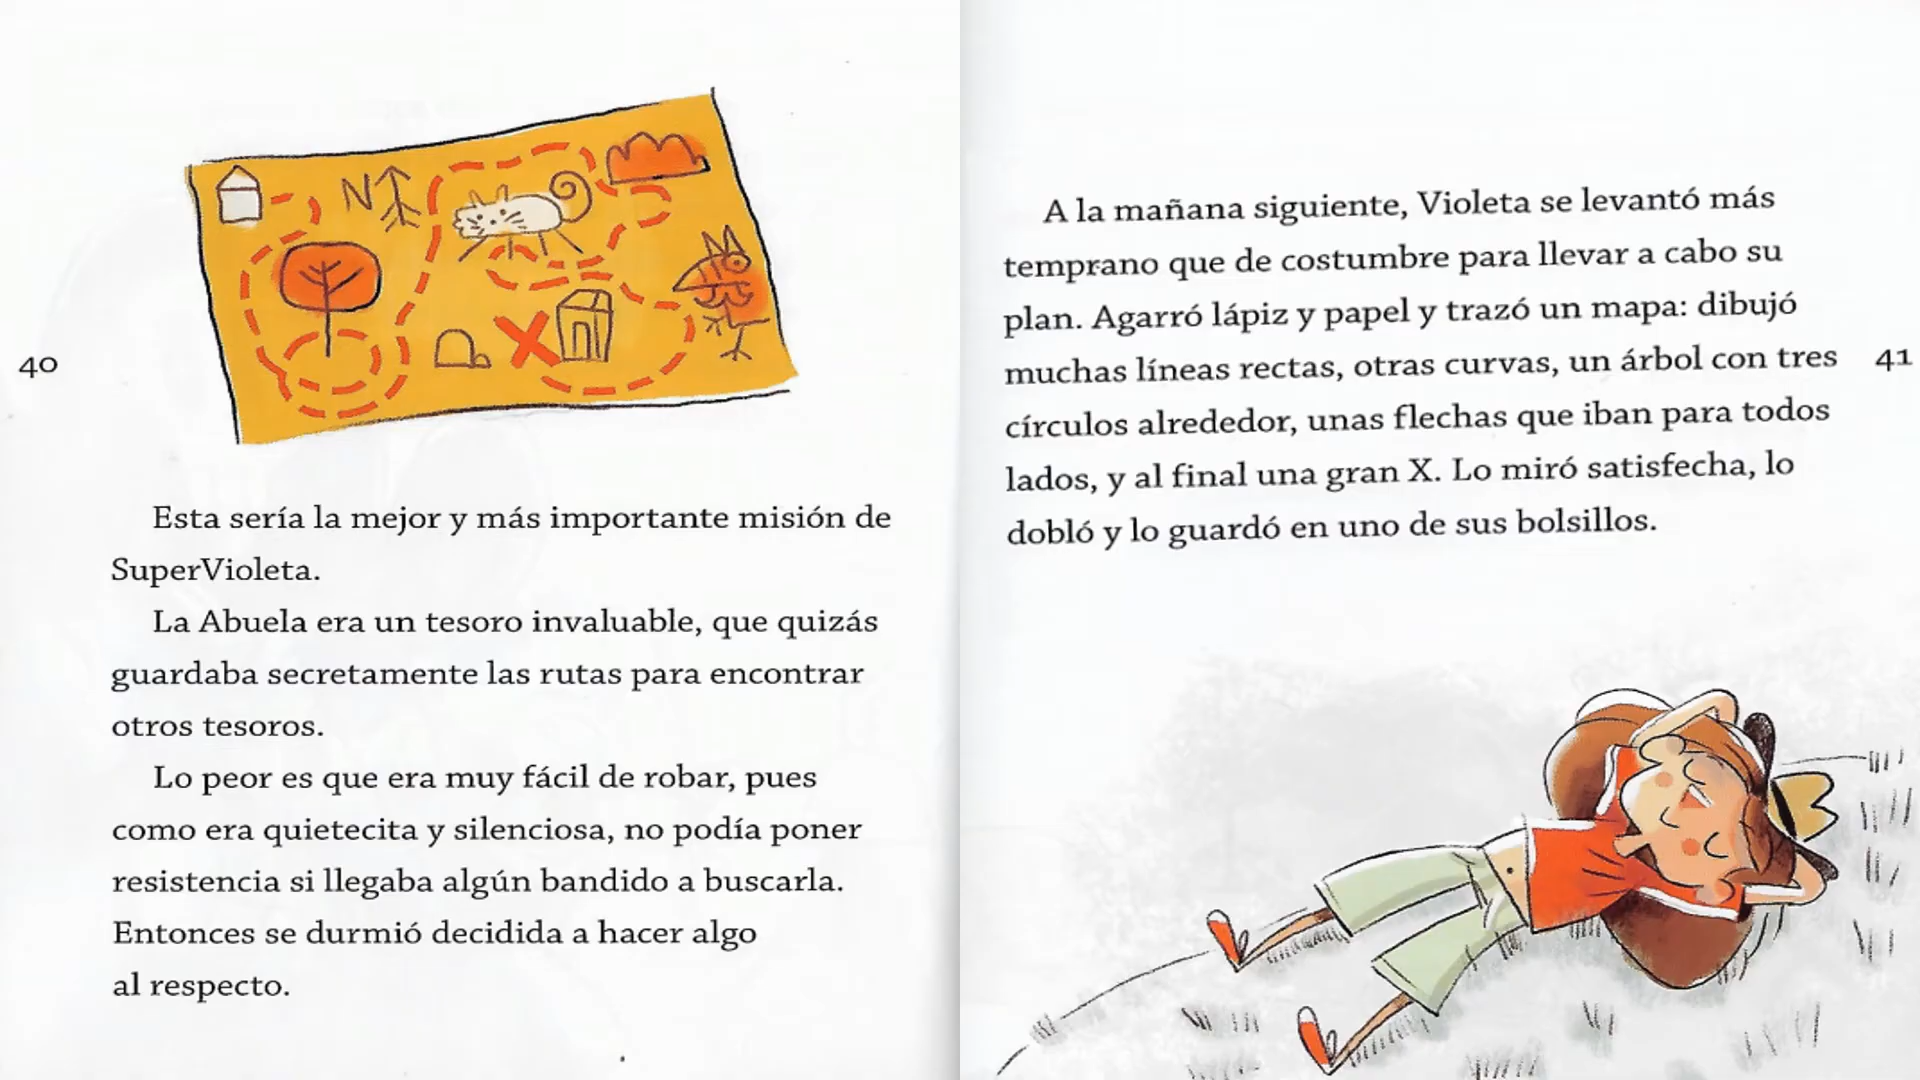 N
40
Esta sería la mejor y más importante misión de
SuperVioleta.
La Abuela era un tesoro invaluable, que quizás
guardaba secretamente las rutas para encontrar
otros tesoros.
Lo peor es que era muy fácil de robar, pues
como era quietecita y silenciosa, no podía poner
resistencia si llegaba algún bandido a buscarla.
Entonces se durmió decidida a hacer algo
al respecto.
A la mañana siguiente, Violeta se levantó más
temprano que de costumbre para llevar a cabo su
plan. Agarró lápiz y papel y trazó un mapa: dibujó
muchas líneas rectas, otras curvas, un árbol con tres
círculos alrededor, unas flechas que iban para todos
lados, y al final una gran X. Lo miró satisfecha, lo
dobló y lo guardó en uno de sus bolsillos.
41